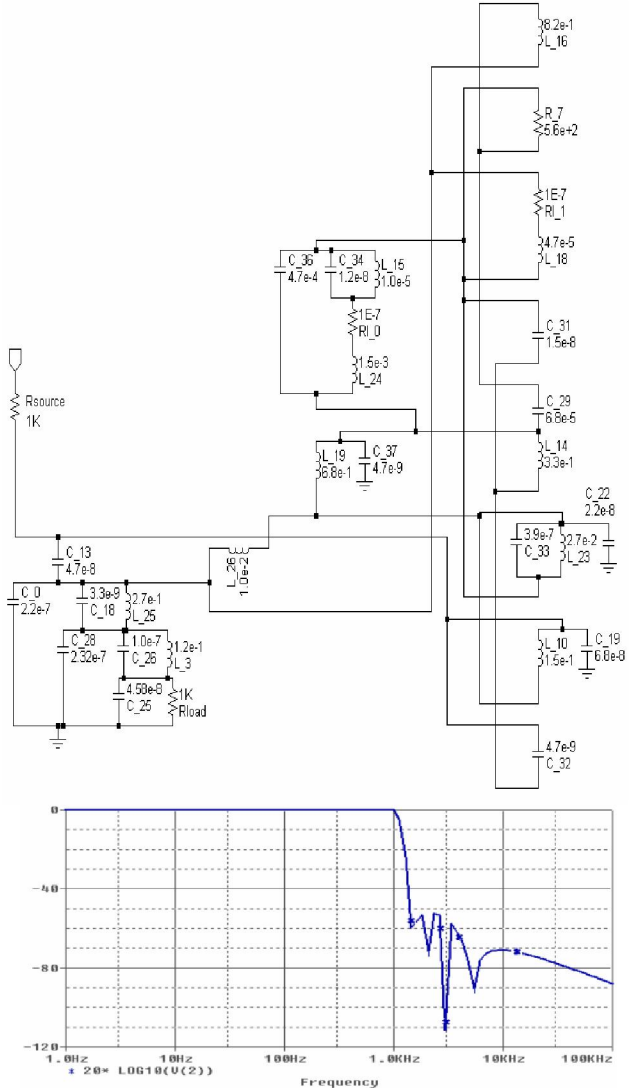 8.2e-1
L_16
R_7
5.6e+2
1E-7
Rl_1
4.7e-5
L_18
C_36
4.7e-4
C_34
1.2e-8
L_15
1.0e-5
1E-7
Rl_0
1.5e-3
L_24
C_31
1.5e-8
Rsource
1K
C_29
6.8e-5
L_14
3.3e-1
L_19
6.8e-1
C_37
4.7e-9
C_22
2.2e-8
3.9e-7
C_33
2.7e-2
L_23
C_13
4.7e-8
L_26
1.0e-2
C_0
2.2e-7
3.3e-9
C_18
2.7e-1
L_25
C_28
2.32e-7
1.0e-7
C_26
1.2e-1
L_3
4.58e-8
C_25
1K
Rload
L_10
1.5e-1
C_19
6.8e-8
4.7e-9
C_32
0
-40
-80
-120
1.0Hz 10Hz 100Hz 1.0KHz 10KHz 100KHz
20* LOG10(V(2))
Frequency